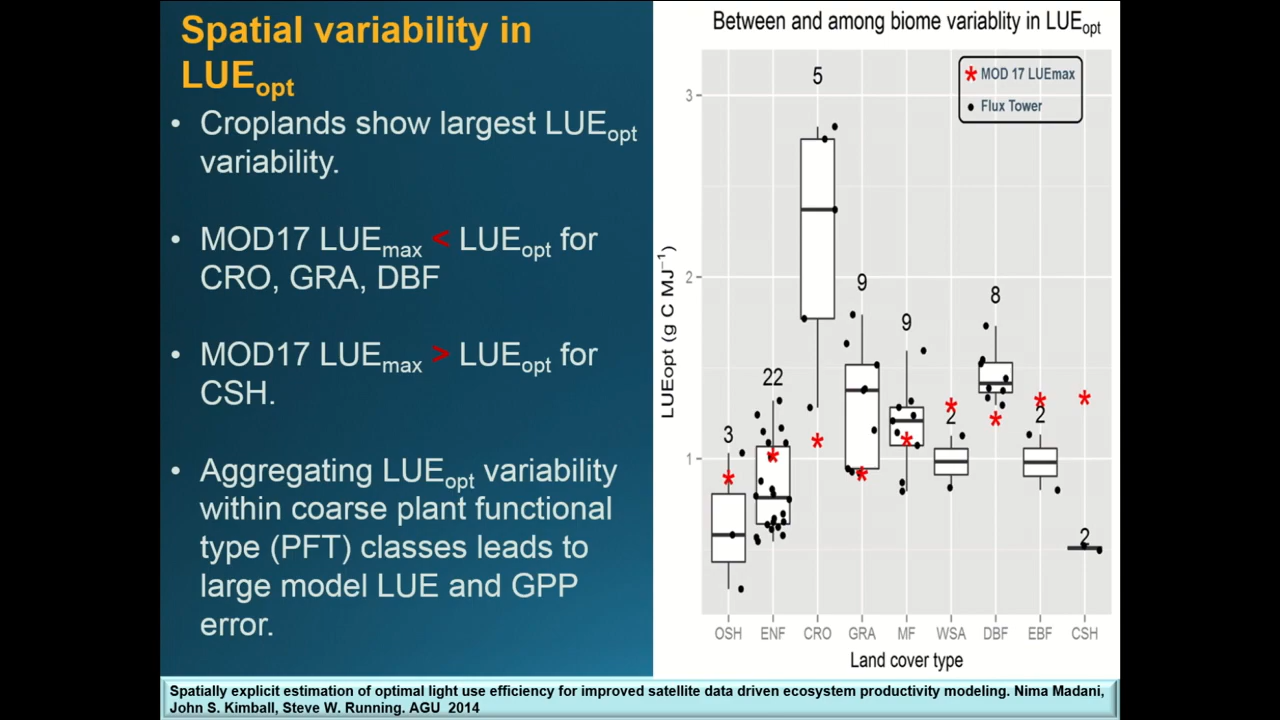 Spatial variability in
LUEopt
• Croplands show largest LUEopt
variability.
• MOD17 LUEmax < LUEopt for
CRO, GRA, DBF
• MOD17 LUEmax > LUEopt for
CSH.
• Aggregating LUEopt variability
within coarse plant functional
type (PFT) classes leads to
large model LUE and GPP
error.
Between and among biome variablity in LUEopt
MOD 17 LUEmax
Flux Tower
LUEopt (g C MJ⁻¹)
3
2
1
3
22
5
9
9
2
8
2
2
OSH ENF CRO GRA MF WSA DBF EBF CSH
Land cover type
Spatially explicit estimation of optimal light use efficiency for improved satellite data driven ecosystem productivity modeling. Nima Madani,
John S. Kimball, Steve W. Running. AGU 2014